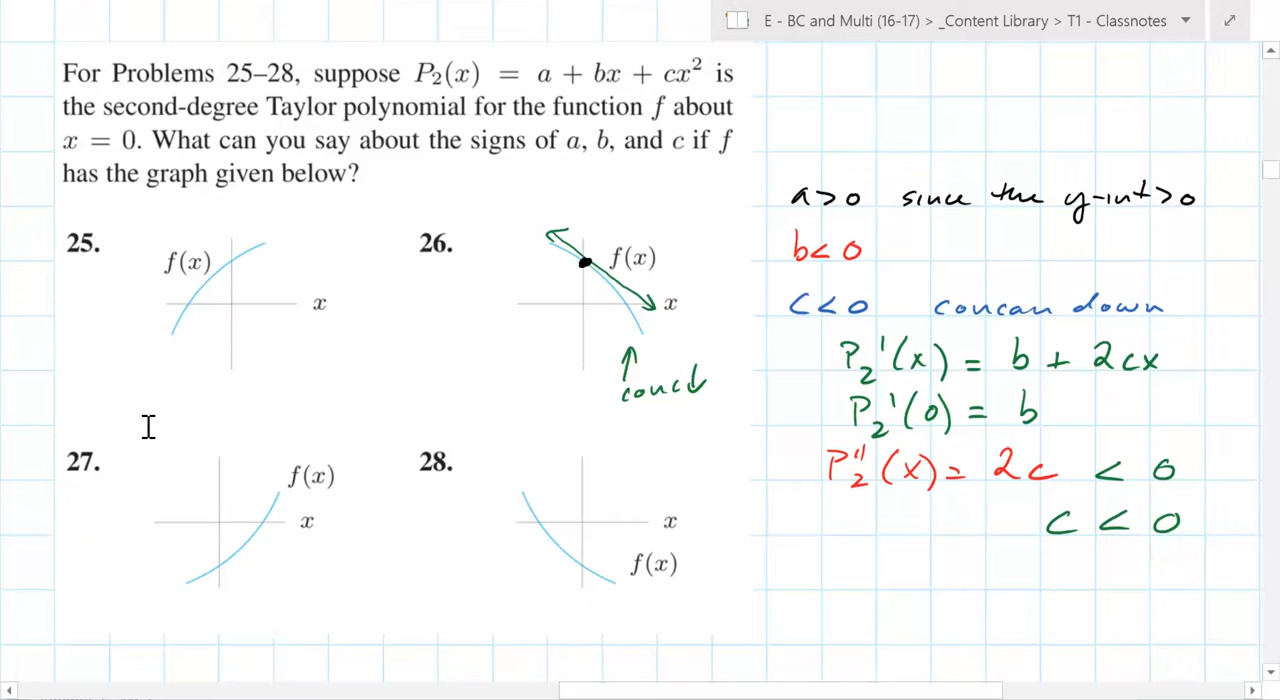 E - BC and Multi (16-17) > _Content Library > T1 - Classnotes
For Problems 25–28, suppose P₂(x) = a + bx + cx² is
the second-degree Taylor polynomial for the function f about
x = 0. What can you say about the signs of a, b, and c if f
has the graph given below?
25.
f(x)
x
26.
f(x)
x
conc↓
27.
f(x)
x
28.
x
f(x)
a > 0 since the y-int > 0
b < 0
c < 0 concan down
P₂'(x) = b + 2cx
P₂'(0) = b
P₂''(x) = 2c < 0
c < 0